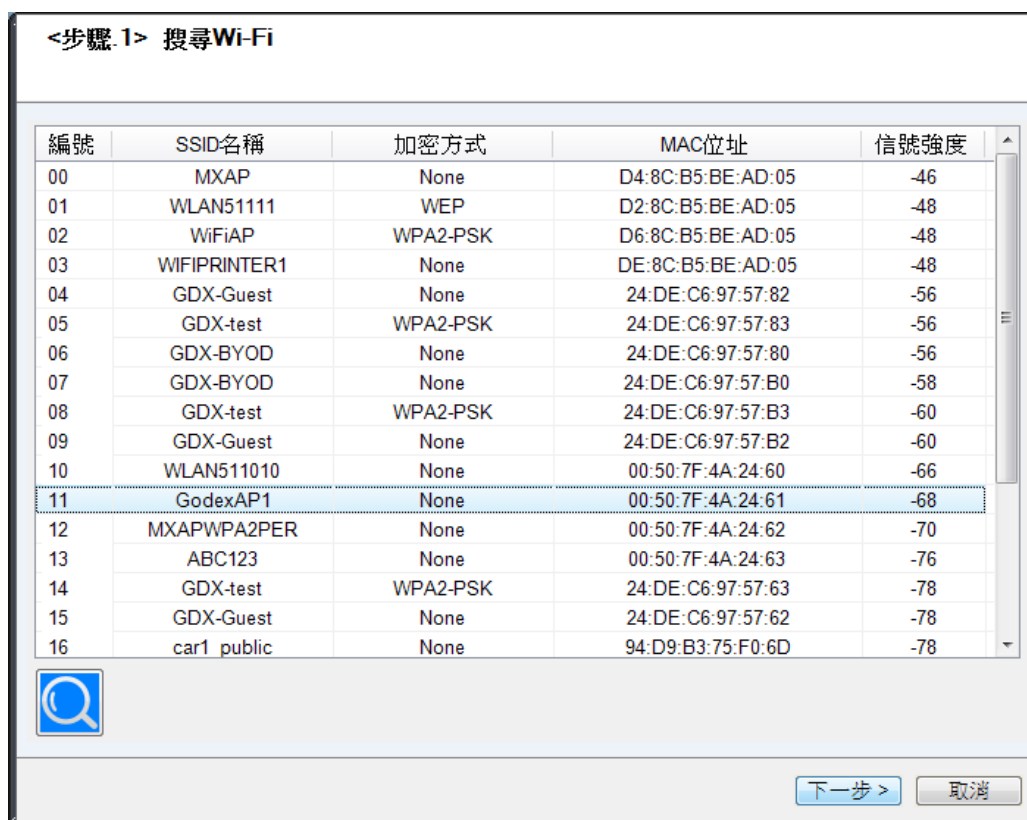 <步驟.1> 搜尋Wi-Fi
編號 SSID名稱 加密方式 MAC位址 信號強度
00 MXAP None D4:8C:B5:BE:AD:05 -46
01 WLAN51111 WEP D2:8C:B5:BE:AD:05 -48
02 WiFiAP WPA2-PSK D6:8C:B5:BE:AD:05 -48
03 WIFIPRINTER1 None DE:8C:B5:BE:AD:05 -48
04 GDX-Guest None 24:DE:C6:97:57:82 -56
05 GDX-test WPA2-PSK 24:DE:C6:97:57:83 -56
06 GDX-BYOD None 24:DE:C6:97:57:80 -56
07 GDX-BYOD None 24:DE:C6:97:57:B0 -58
08 GDX-test WPA2-PSK 24:DE:C6:97:57:B3 -60
09 GDX-Guest None 24:DE:C6:97:57:B2 -60
10 WLAN511010 None 00:50:7F:4A:24:60 -66
11 GodexAP1 None 00:50:7F:4A:24:61 -68
12 MXAPWPA2PER None 00:50:7F:4A:24:62 -70
13 ABC123 None 00:50:7F:4A:24:63 -76
14 GDX-test WPA2-PSK 24:DE:C6:97:57:63 -78
15 GDX-Guest None 24:DE:C6:97:57:62 -78
16 car1_public None 94:D9:B3:75:F0:6D -78
下一步 > 取消